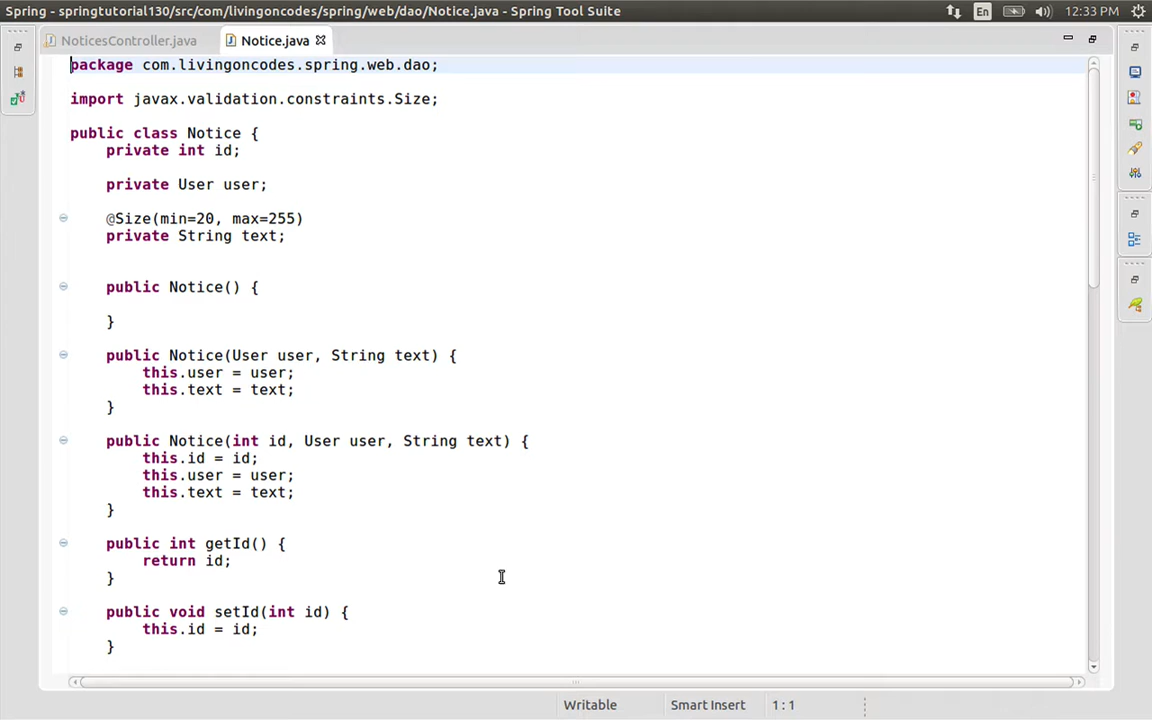 Spring - springtutorial130/src/com/livingoncodes/spring/web/dao/Notice.java - Spring Tool Suite
En
12:33 PM
NoticesController.java
Notice.java
package com.livingoncodes.spring.web.dao;
import javax.validation.constraints.Size;
public class Notice {
private int id;
private User user;
@Size(min=20, max=255)
private String text;
public Notice() {
}
public Notice(User user, String text) {
this.user = user;
this.text = text;
}
public Notice(int id, User user, String text) {
this.id = id;
this.user = user;
this.text = text;
}
public int getId() {
return id;
}
public void setId(int id) {
this.id = id;
}
Writable
Smart Insert
1 : 1